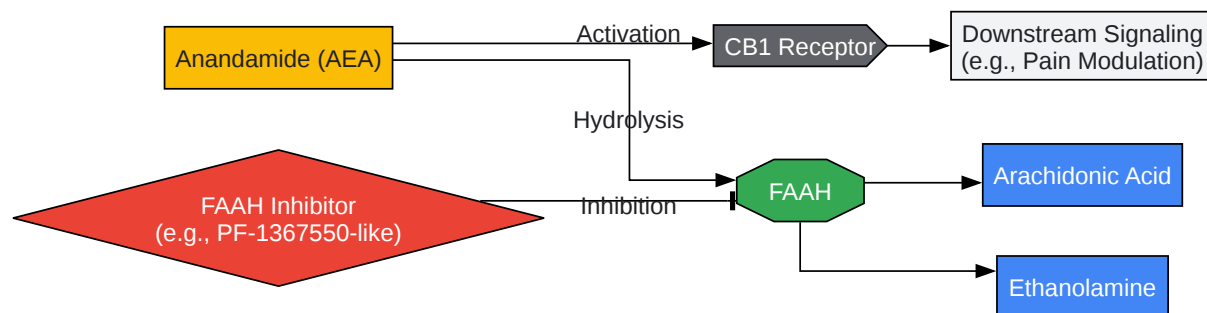 Anandamide (AEA)
Activation
CB1 Receptor
Downstream Signaling
(e.g., Pain Modulation)
Hydrolysis
FAAH Inhibitor
(e.g., PF-1367550-like)
Inhibition
FAAH
Arachidonic Acid
Ethanolamine